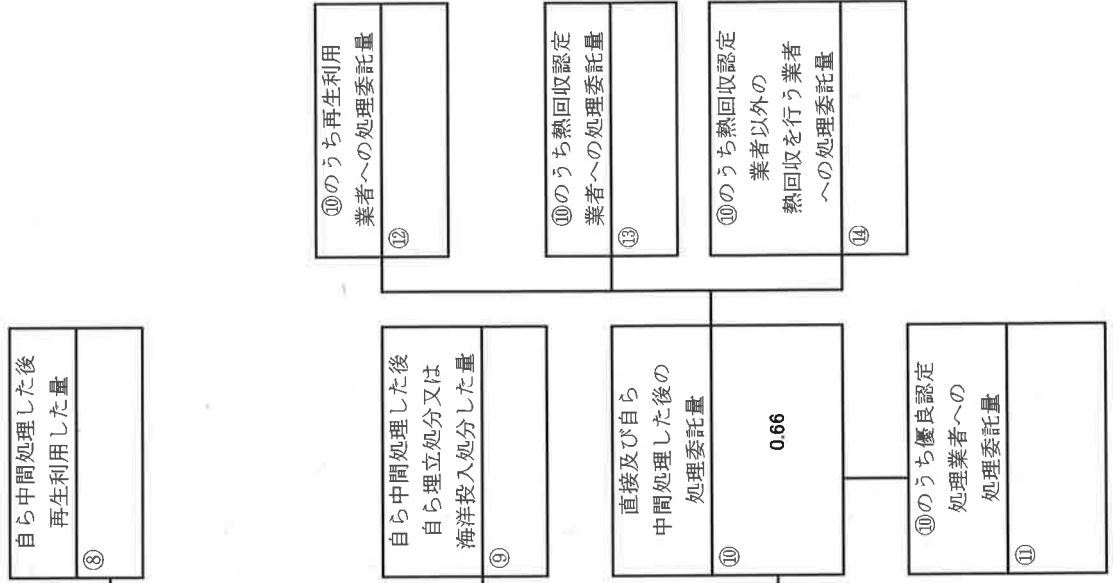 自ら中間処理した後
再生利用した量
⑧
自ら中間処理した後
自ら埋立処分又は
海洋投入処分した量
⑨
直接及び自ら
中間処理した後の
処理委託量
⑩
0.66
⑩のうち優良認定
処理業者への
処理委託量
⑪
⑩のうち再生利用
業者への処理委託量
⑫
⑩のうち熱回収認定
業者への処理委託量
⑬
⑩のうち熱回収認定
業者以外の
熱回収を行う業者
への処理委託量
⑭